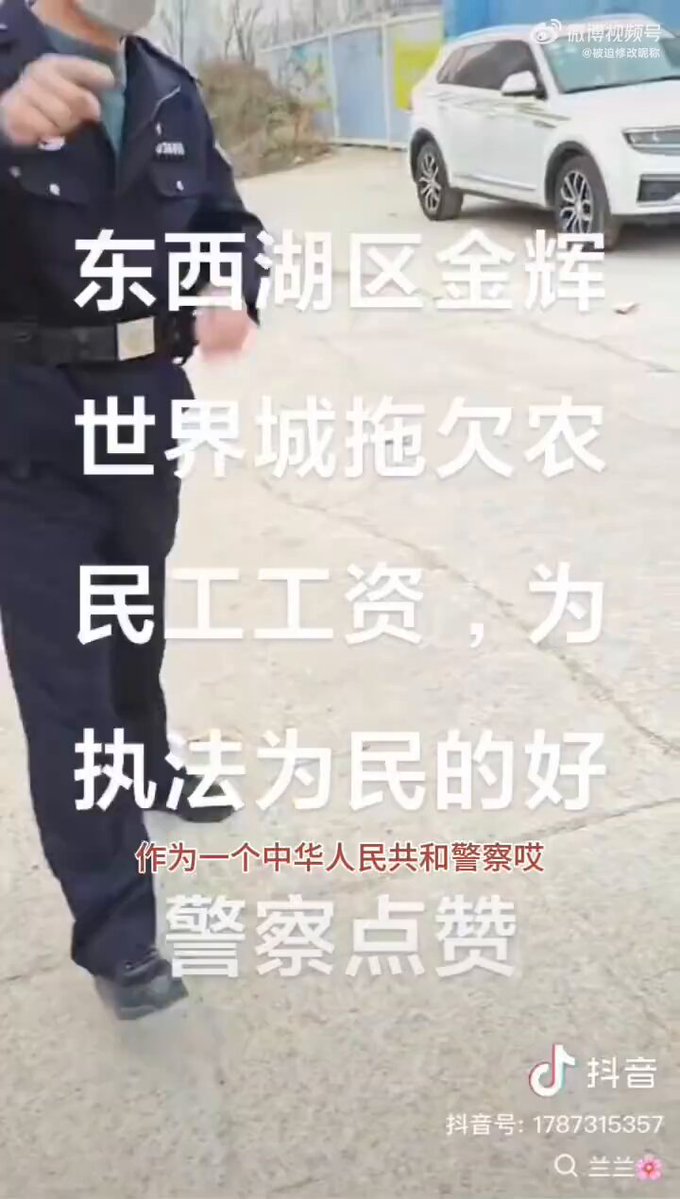 微博视频号
@被迫修改昵称
东西湖区金辉
世界城拖欠农
民工工资，为
执法为民的好
作为一个中华人民共和警察哎
警察点赞
抖音
抖音号: 1787315357
兰兰🌸